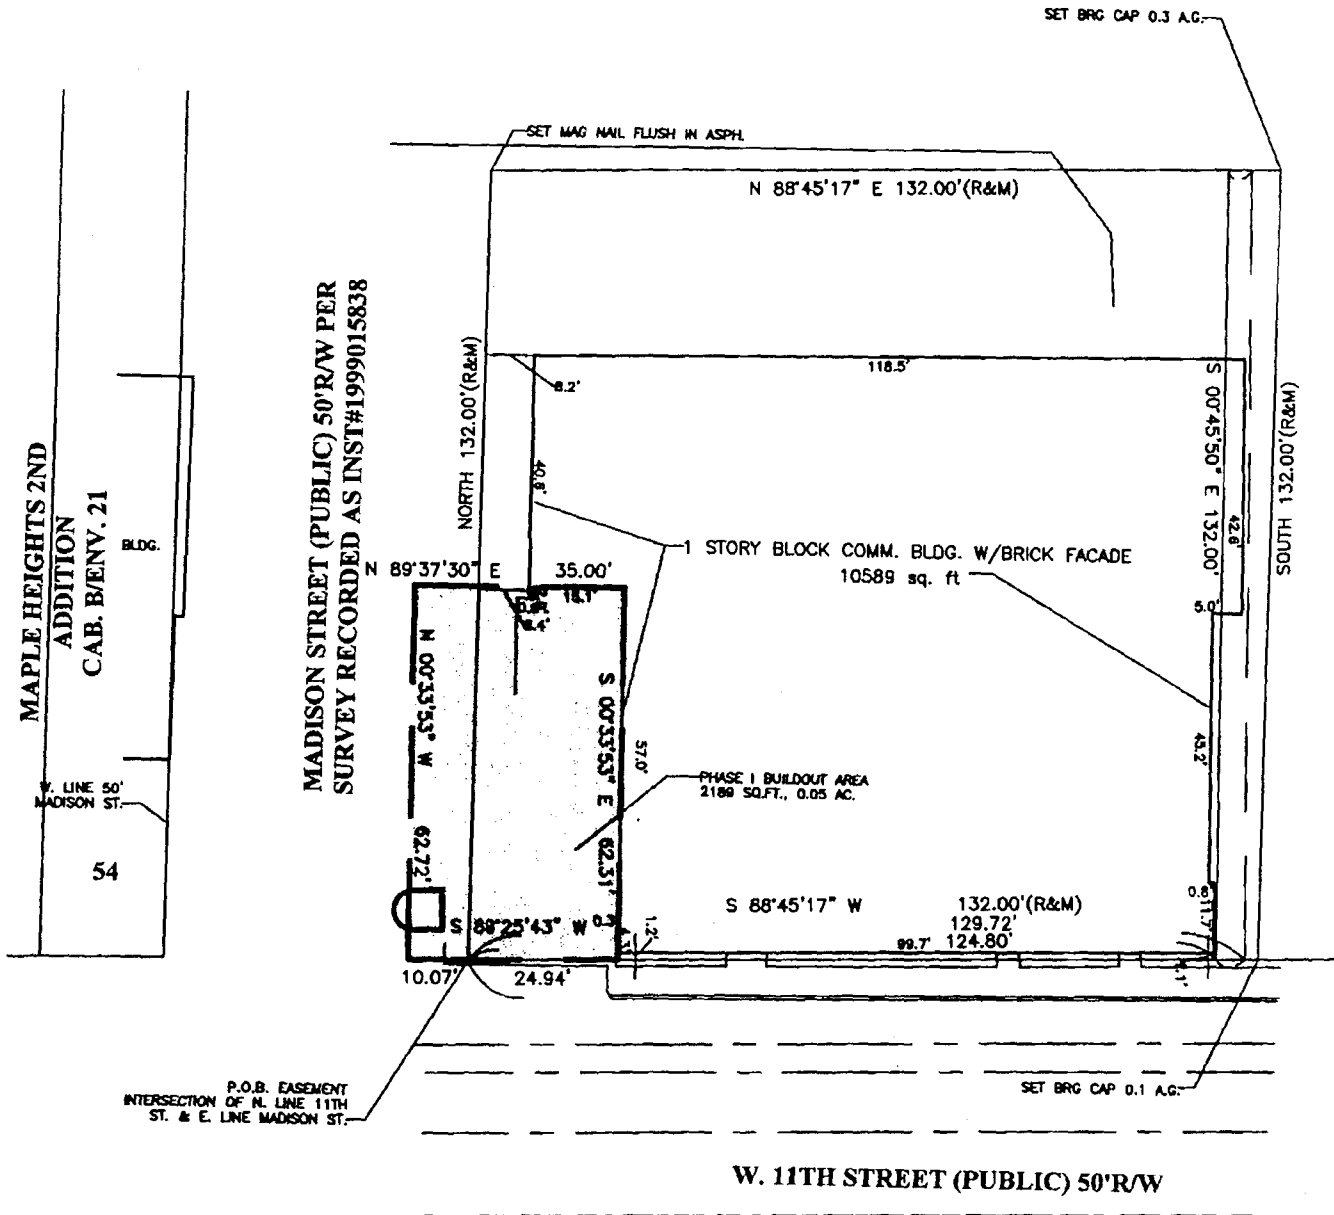 SET BRG CAP 0.3 A.G.
SET MAG NAIL FLUSH IN ASPH.
N 88°45'17" E 132.00'(R&M)
MADISON STREET (PUBLIC) 50'R/W PER
SURVEY RECORDED AS INST#1999015838
NORTH 132.00'(R&M)
118.5'
8.2'
40.8'
S 00°45'50" E 132.00'
SOUTH 132.00'(R&M)
42.6'
MAPLE HEIGHTS 2ND
ADDITION
CAB. B/ENV. 21
BLDG.
1 STORY BLOCK COMM. BLDG. W/BRICK FACADE
10589 sq. ft
N 89°37'30" E 35.00'
18.1'
8.4'
5.0'
N 00°33'53" W 62.72'
S 00°33'53" E 62.31'
57.0'
45.2'
PHASE I BUILDOUT AREA
2189 SQ.FT., 0.05 AC.
W. LINE 50'
MADISON ST.
54
S 89°25'43" W
0.3
1.2'
S 88°45'17" W 132.00'(R&M)
129.72'
99.7' 124.80'
0.8'
11.7'
10.07' 24.94'
P.O.B. EASEMENT
INTERSECTION OF N. LINE 11TH
ST. & E. LINE MADISON ST.
SET BRG CAP 0.1 A.G.
W. 11TH STREET (PUBLIC) 50'R/W